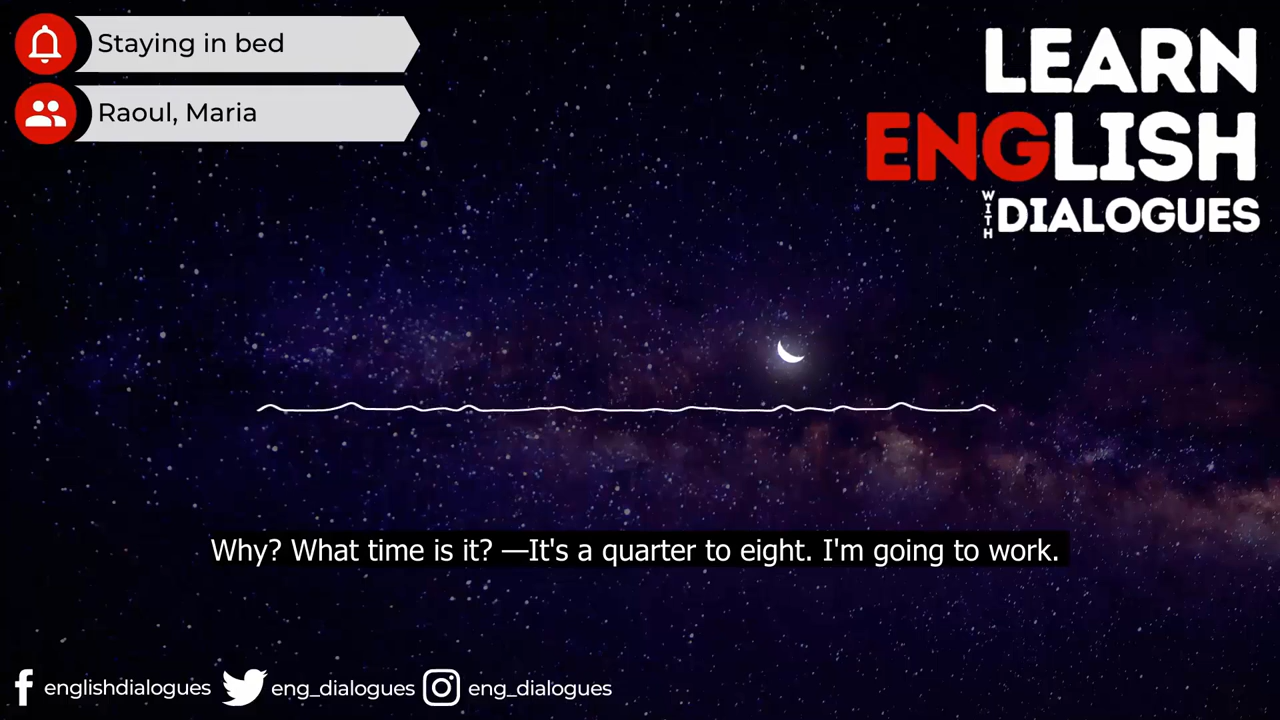 Staying in bed
Raoul, Maria
LEARN
ENGLISH
WITH DIALOGUES
Why? What time is it? —It's a quarter to eight. I'm going to work.
englishdialogues eng_dialogues eng_dialogues